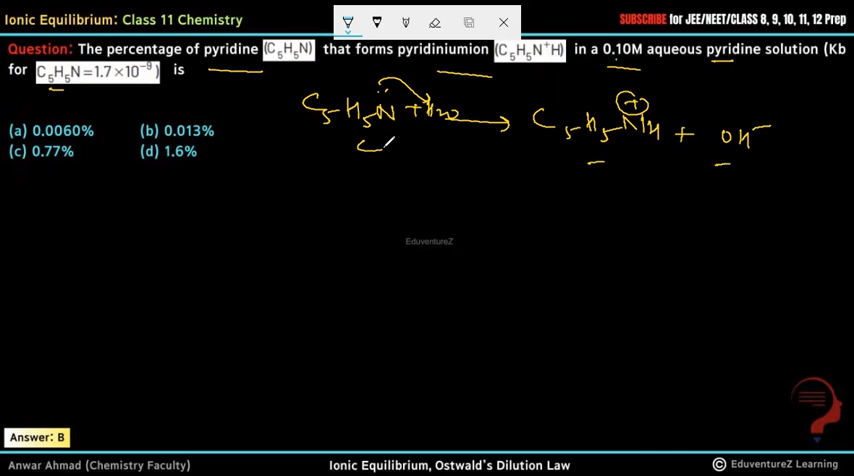 Ionic Equilibrium: Class 11 Chemistry
SUBSCRIBE for JEE/NEET/CLASS 8, 9, 10, 11, 12 Prep
Question: The percentage of pyridine (C₅H₅N) that forms pyridiniumion (C₅H₅N⁺H) in a 0.10M aqueous pyridine solution (Kb
for C₅H₅N=1.7×10⁻⁹) is
C₅H₅N̈ + H₂O → C₅H₅N⊕H + OH⁻
(a) 0.0060% (b) 0.013%
(c) 0.77% (d) 1.6%
EduventureZ
Answer: B
Anwar Ahmad (Chemistry Faculty) Ionic Equilibrium, Ostwald's Dilution Law © EduventureZ Learning